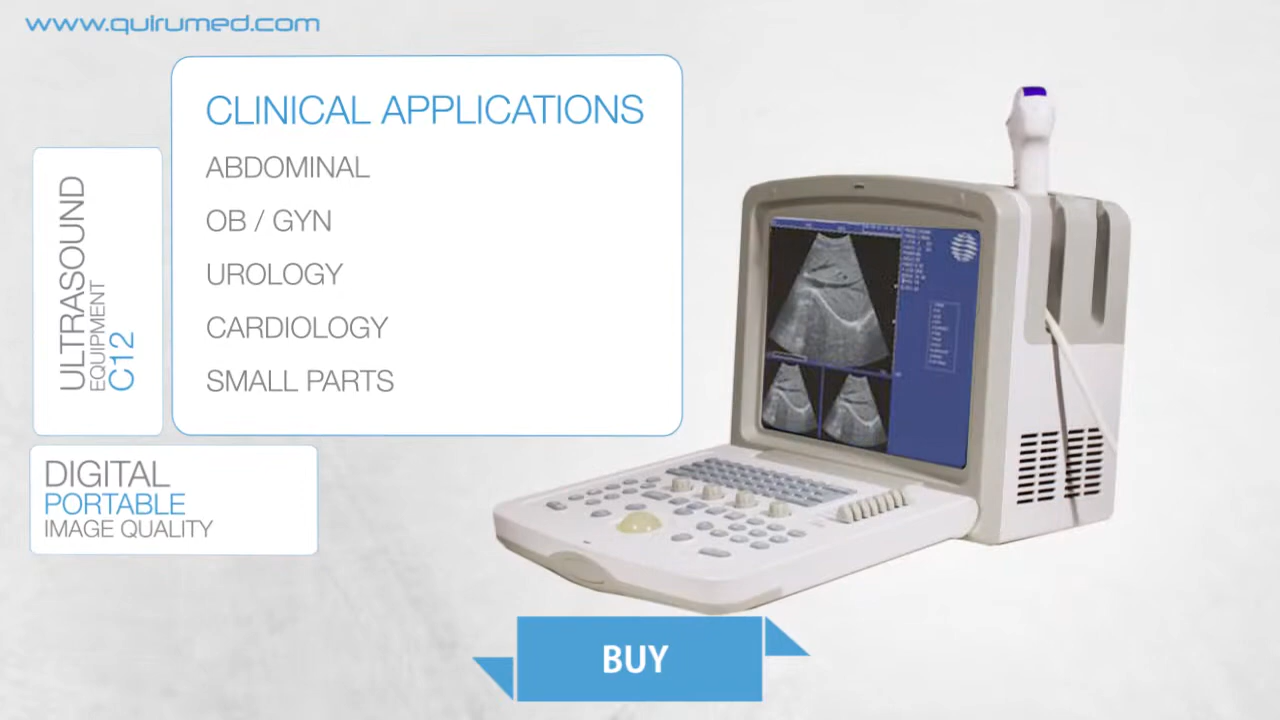 www.quirumed.com
CLINICAL APPLICATIONS
ABDOMINAL
OB / GYN
UROLOGY
CARDIOLOGY
SMALL PARTS
ULTRASOUND
EQUIPMENT
C12
DIGITAL
PORTABLE
IMAGE QUALITY
BUY